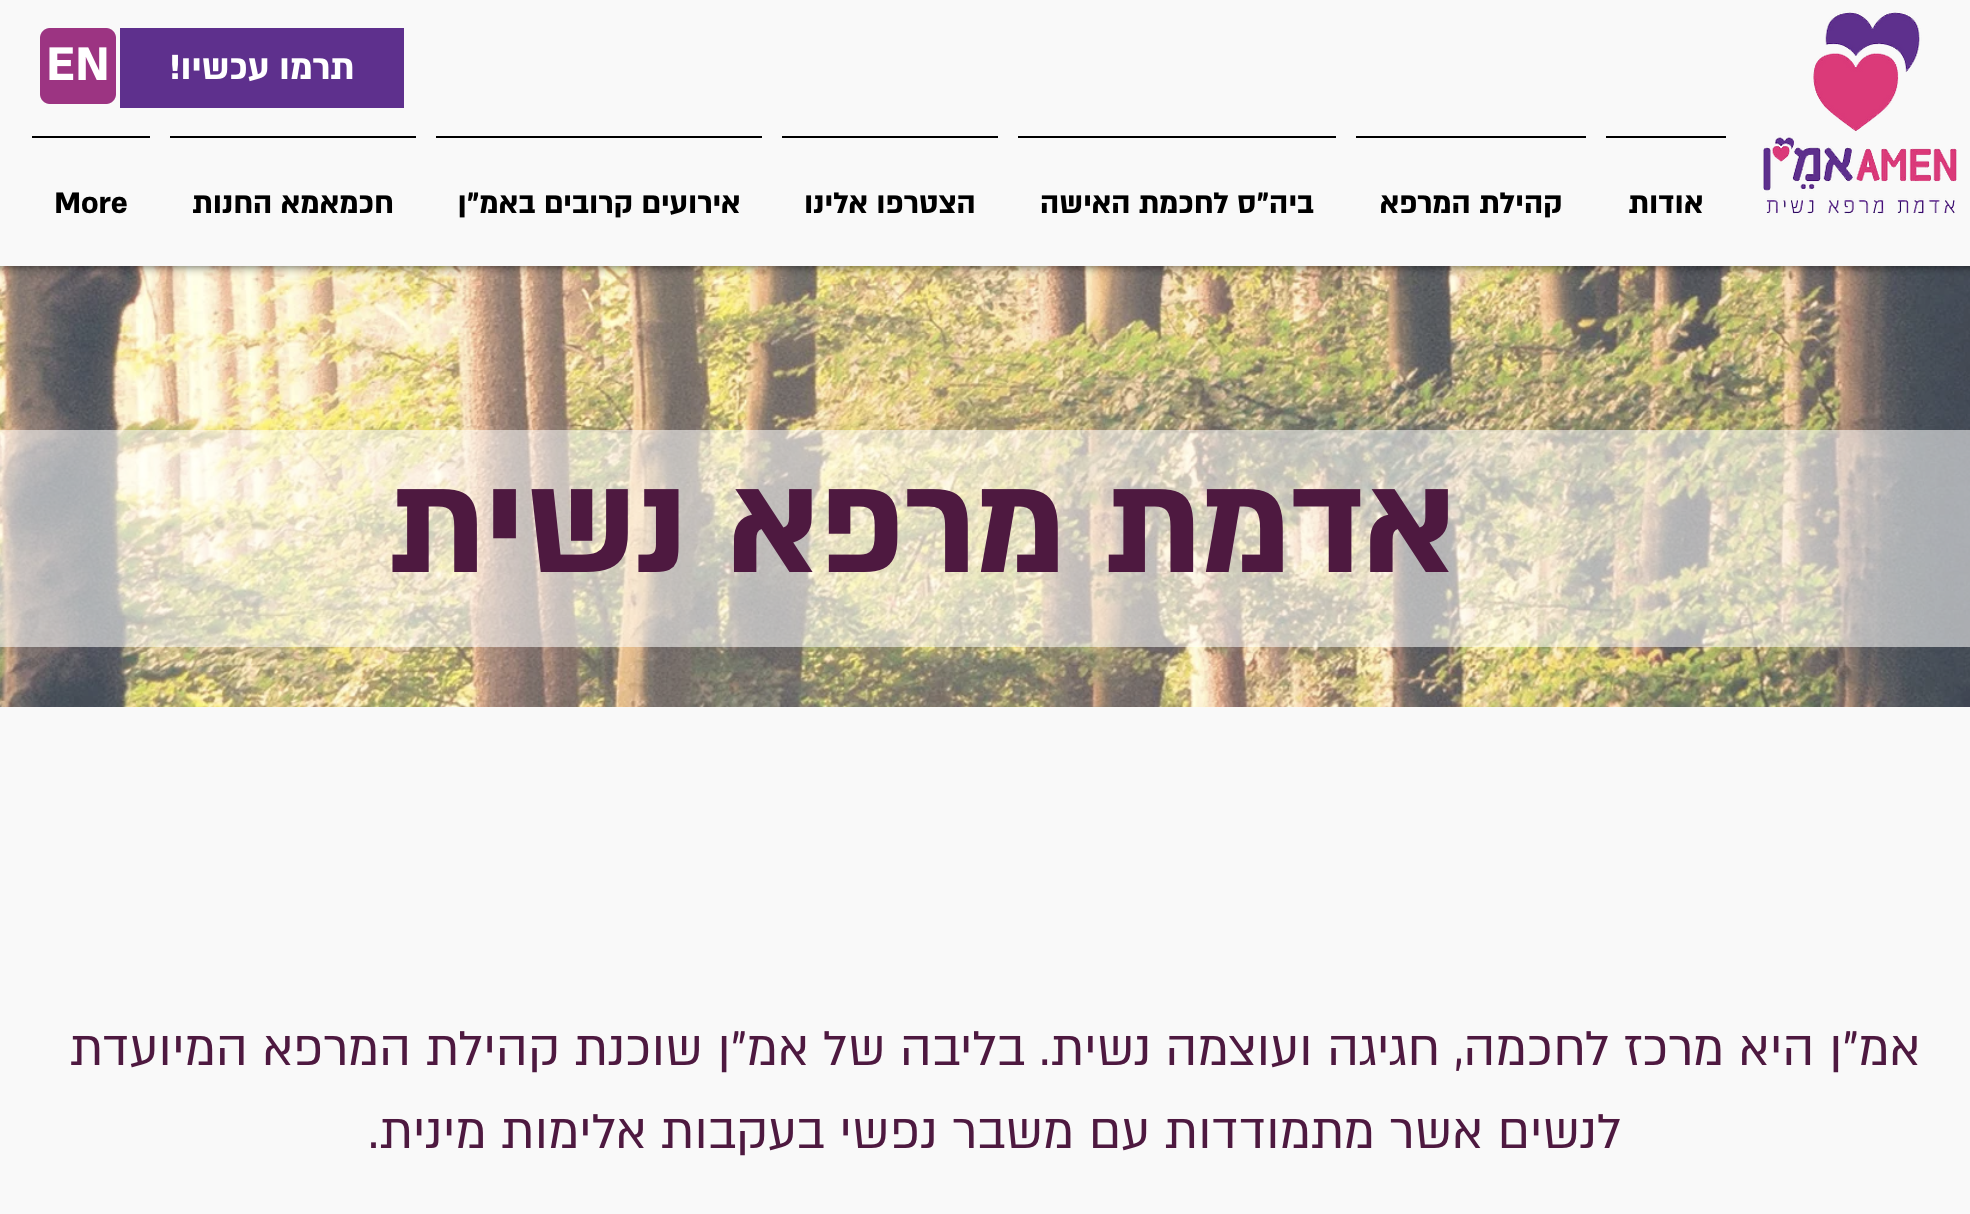 תרמו עכשיו!
EN
AMEN אמֵ"ן
אדמת מרפא נשית
אודות
קהילת המרפא
ביה"ס לחכמת האישה
הצטרפו אלינו
אירועים קרובים באמ"ן
חכמאמא החנות
More
אדמת מרפא נשית
אמ"ן היא מרכז לחכמה, חגיגה ועוצמה נשית. בליבה של אמ"ן שוכנת קהילת המרפא המיועדת
לנשים אשר מתמודדות עם משבר נפשי בעקבות אלימות מינית.